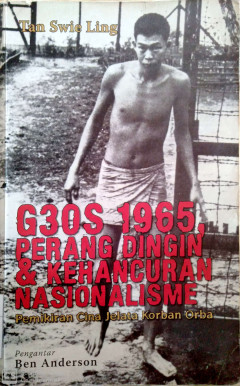 Tan Swie Ling
G30S 1965,
PERANG DINGIN
& KEHANCURAN
NASIONALISME
Pemikiran Cina Jelata Korban Orba
Pengantar
Ben Anderson